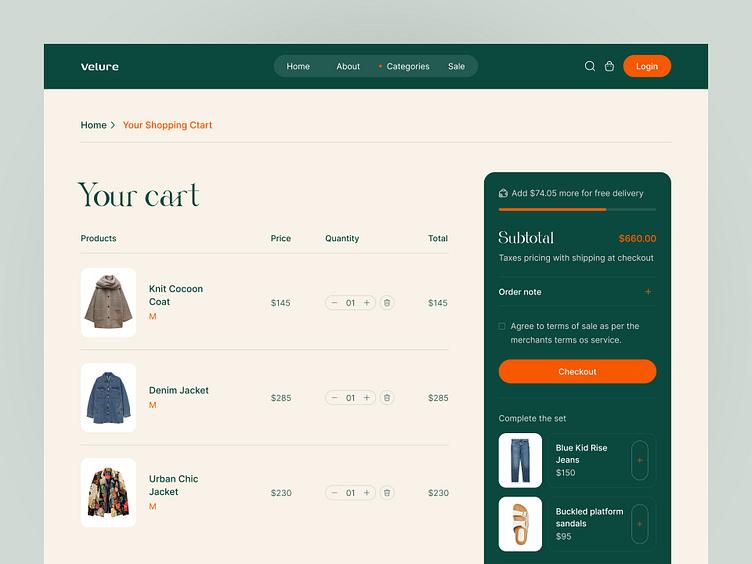 Velure
Home About Categories Sale
Login
Home > Your Shopping Ctart
Your cart
Products Price Quantity Total
Knit Cocoon
Coat
M
$145 − 01 + $145
Denim Jacket
M
$285 − 01 + $285
Urban Chic
Jacket
M
$230 − 01 + $230
Add $74.05 more for free delivery
Subtotal $660.00
Taxes pricing with shipping at checkout
Order note +
Agree to terms of sale as per the
merchants terms os service.
Checkout
Complete the set
Blue Kid Rise
Jeans
$150
+
Buckled platform
sandals
$95
+